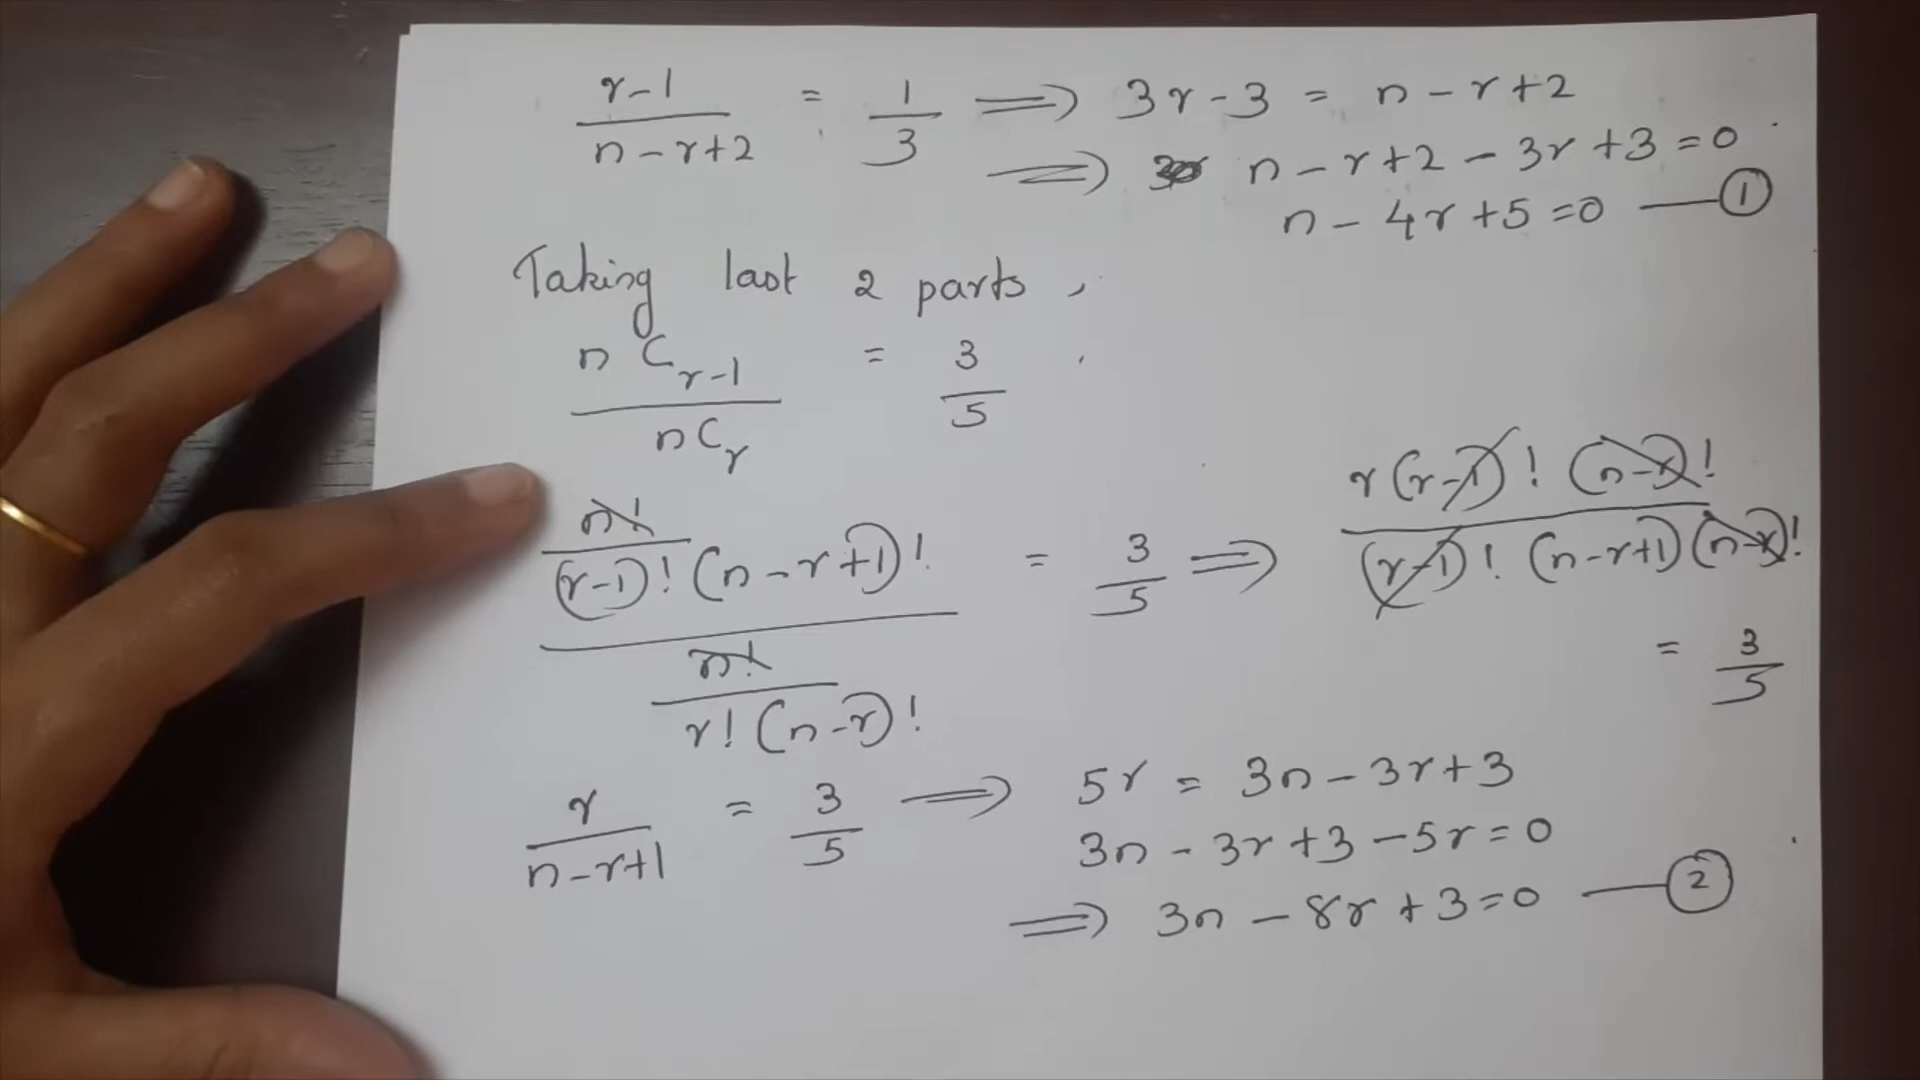 r-1 / n-r+2 = 1/3 ⟹ 3r-3 = n-r+2
⟹ n-r+2-3r+3=0
n-4r+5=0 — ①
Taking last 2 parts,
nC_{r-1} / nC_r = 3/5
n! / (r-1)! (n-r+1)! / n! / r! (n-r)! = 3/5 ⟹ r(r-1)! (n-r)! / (r-1)! (n-r+1)(n-r)!
= 3/5
r / n-r+1 = 3/5 ⟹ 5r = 3n-3r+3
3n-3r+3-5r=0
⟹ 3n-8r+3=0 — ②